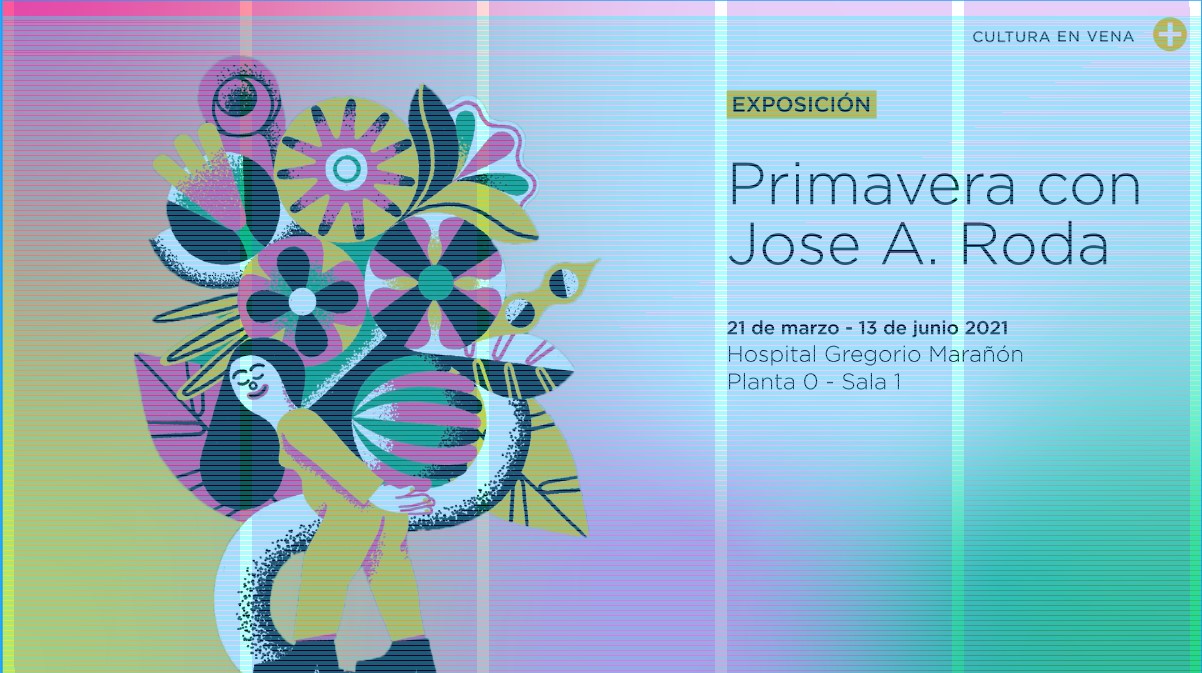 CULTURA EN VENA
EXPOSICIÓN
Primavera con
Jose A. Roda
21 de marzo - 13 de junio 2021
Hospital Gregorio Marañón
Planta 0 - Sala 1